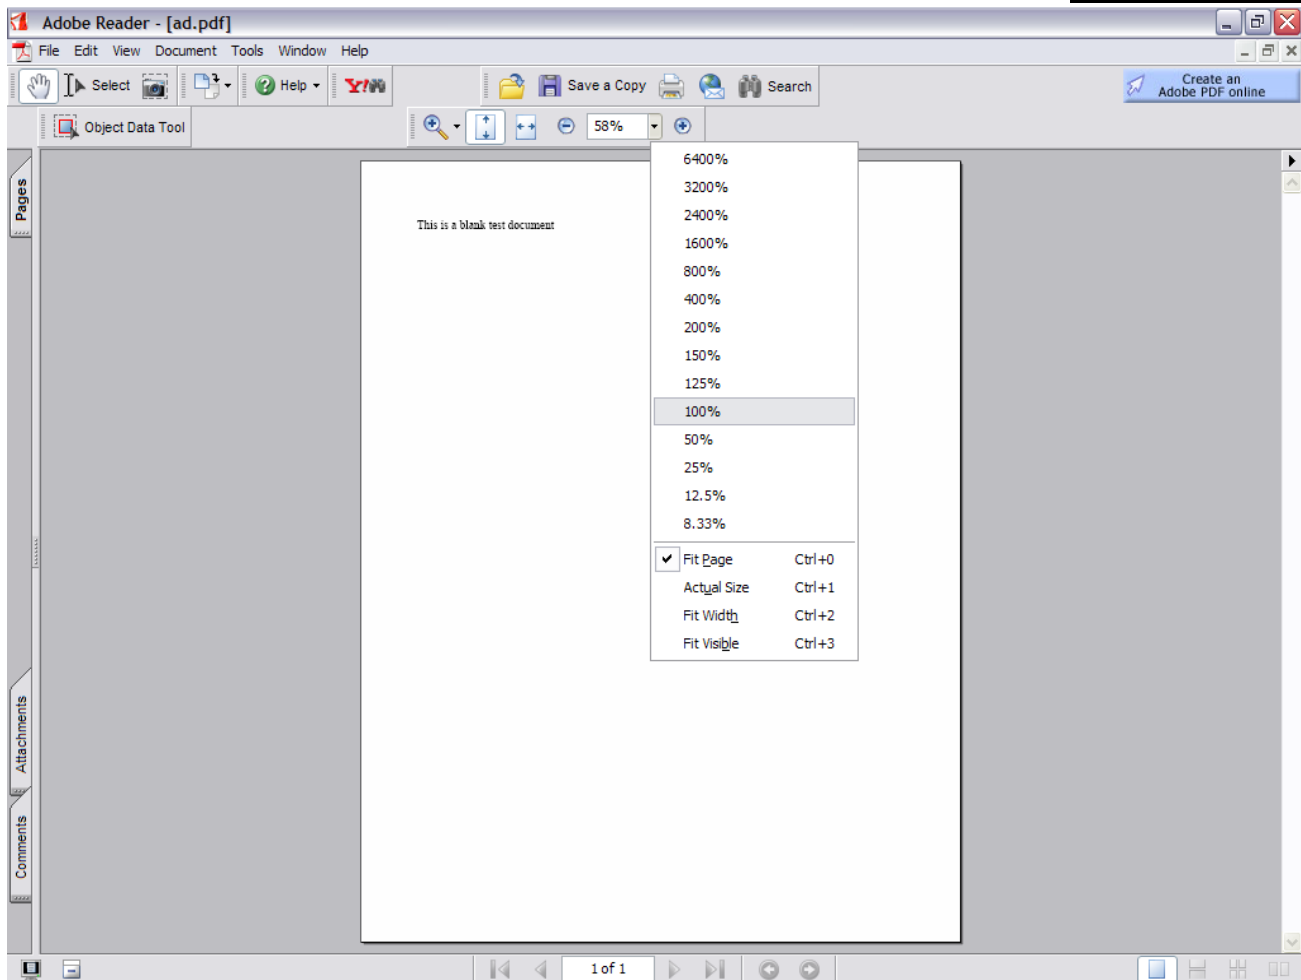 Adobe Reader - [ad.pdf]
File Edit View Document Tools Window Help
Select Help Y! Save a Copy Search
Create an
Adobe PDF online
Object Data Tool
58%
Pages
This is a blank test document
6400%
3200%
2400%
1600%
800%
400%
200%
150%
125%
100%
50%
25%
12.5%
8.33%
Fit Page Ctrl+0
Actual Size Ctrl+1
Fit Width Ctrl+2
Fit Visible Ctrl+3
Attachments
Comments
1 of 1